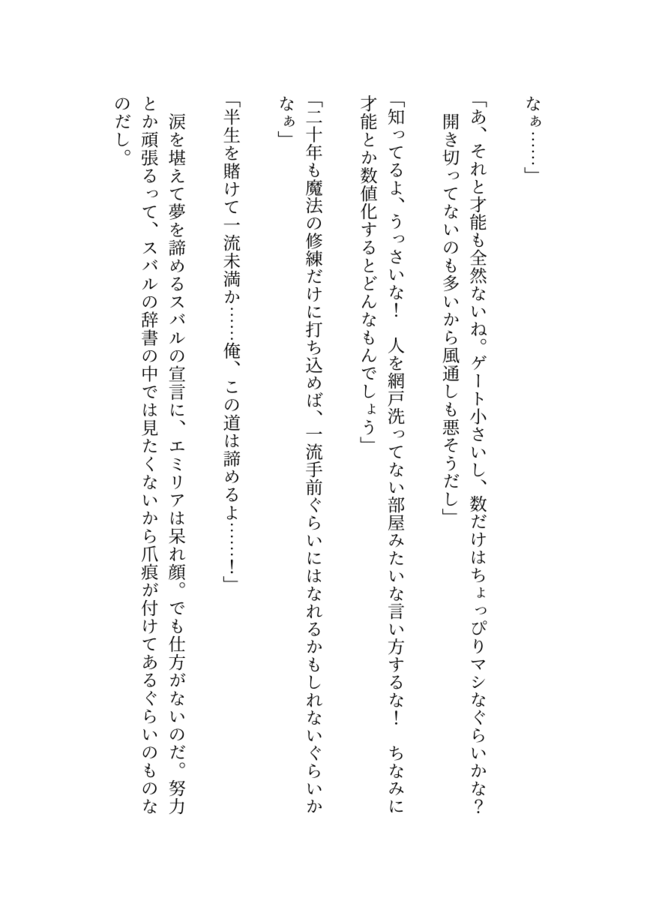 なぁ……」
「あ、それと才能も全然ないね。ゲート小さいし、数だけはちょっぴりマシなぐらいかな？
開き切ってないのも多いから風通しも悪そうだし」
「知ってるよ、うっさいな！　人を網戸洗ってない部屋みたいな言い方するな！　ちなみに
才能とか数値化するとどんなもんでしょう」
「二十年も魔法の修練だけに打ち込めば、一流手前ぐらいにはなれるかもしれないぐらいか
なぁ」
「半生を賭けて一流未満か……俺、この道は諦めるよ……！」
　涙を堪えて夢を諦めるスバルの宣言に、エミリアは呆れ顔。でも仕方がないのだ。努力
とか頑張るって、スバルの辞書の中では見たくないから爪痕が付けてあるぐらいのものな
のだし。